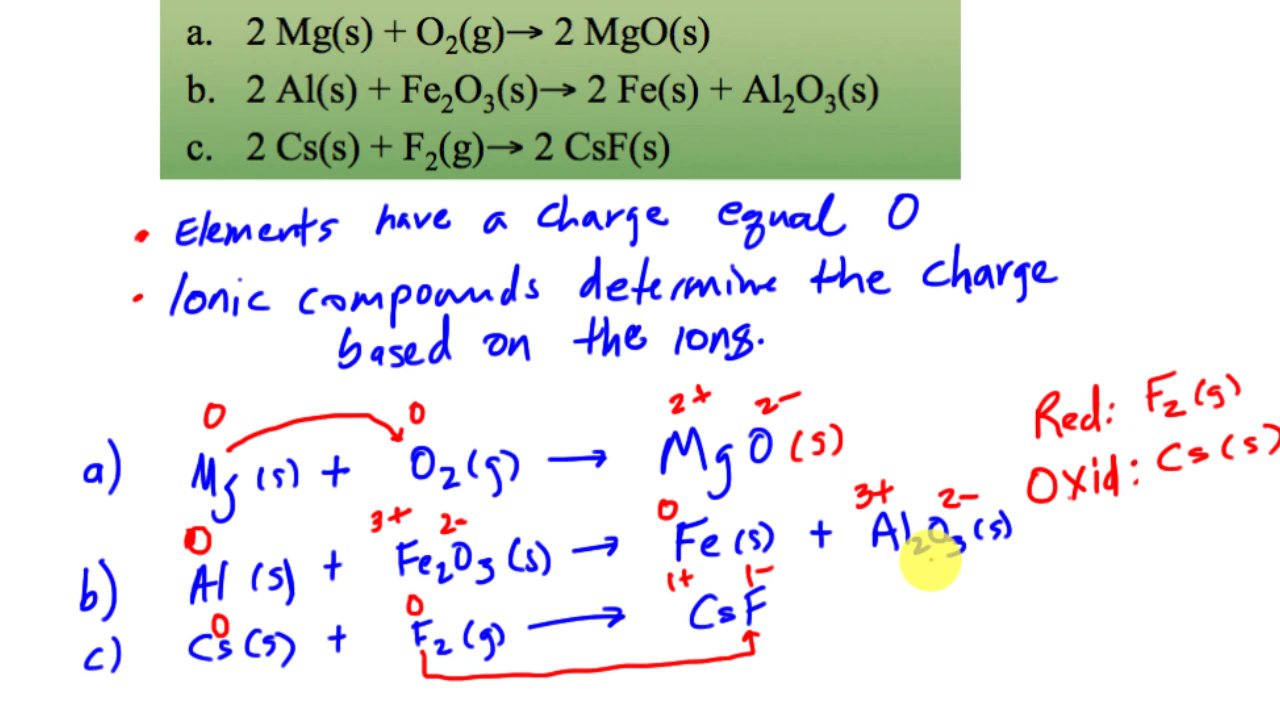 a. 2 Mg(s) + O₂(g)→ 2 MgO(s)
b. 2 Al(s) + Fe₂O₃(s)→ 2 Fe(s) + Al₂O₃(s)
c. 2 Cs(s) + F₂(g)→ 2 CsF(s)
• Elements have a charge equal 0
• Ionic compounds determine the charge
based on the ions.
Red: F₂(g)
Oxid: Cs(s)
0 0 2+ 2-
a) Mg(s) + O₂(g) → MgO(s)
0 3+ 2- 0 3+ 2-
b) Al(s) + Fe₂O₃(s) → Fe(s) + Al₂O₃(s)
0 0 1+ 1-
c) Cs(s) + F₂(g) → CsF